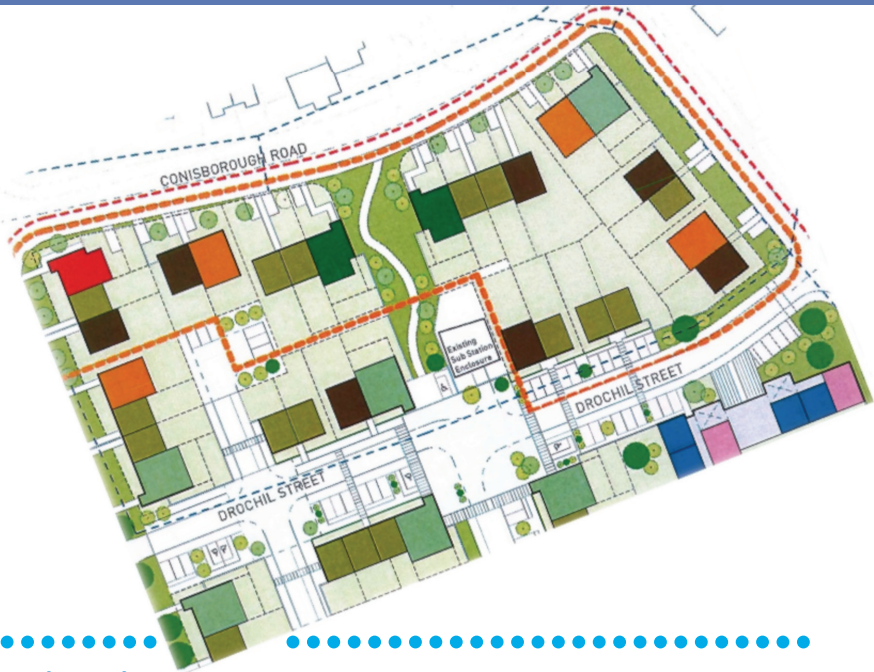 CONISBOROUGH ROAD
Existing
Sub Station
Enclosure
DROCHIL STREET
DROCHIL STREET